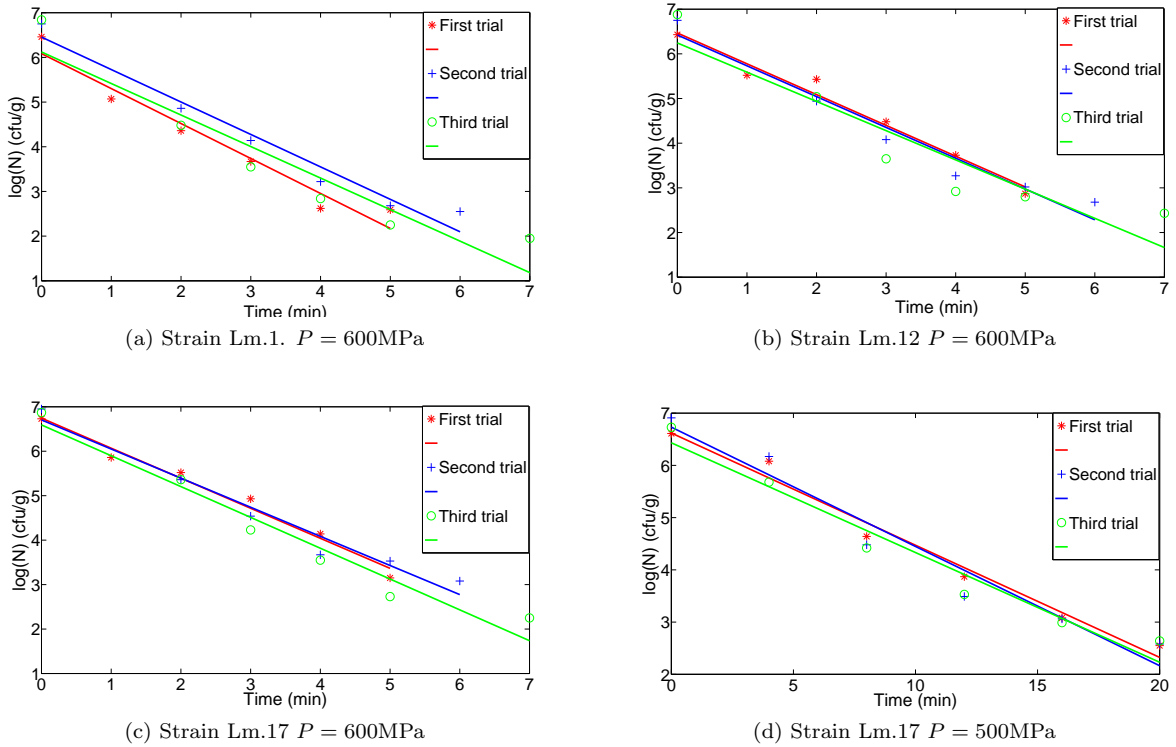 7
6
5
4
3
2
1
log(N) (cfu/g)
0 1 2 3 4 5 6 7
Time (min)
First trial
Second trial
Third trial
(a) Strain Lm.1. P = 600MPa
7
6
5
4
3
2
1
log(N) (cfu/g)
0 1 2 3 4 5 6 7
Time (min)
First trial
Second trial
Third trial
(b) Strain Lm.12 P = 600MPa
7
6
5
4
3
2
1
log(N) (cfu/g)
0 1 2 3 4 5 6 7
Time (min)
First trial
Second trial
Third trial
(c) Strain Lm.17 P = 600MPa
7
6
5
4
3
2
log(N) (cfu/g)
0 5 10 15 20
Time (min)
First trial
Second trial
Third trial
(d) Strain Lm.17 P = 500MPa